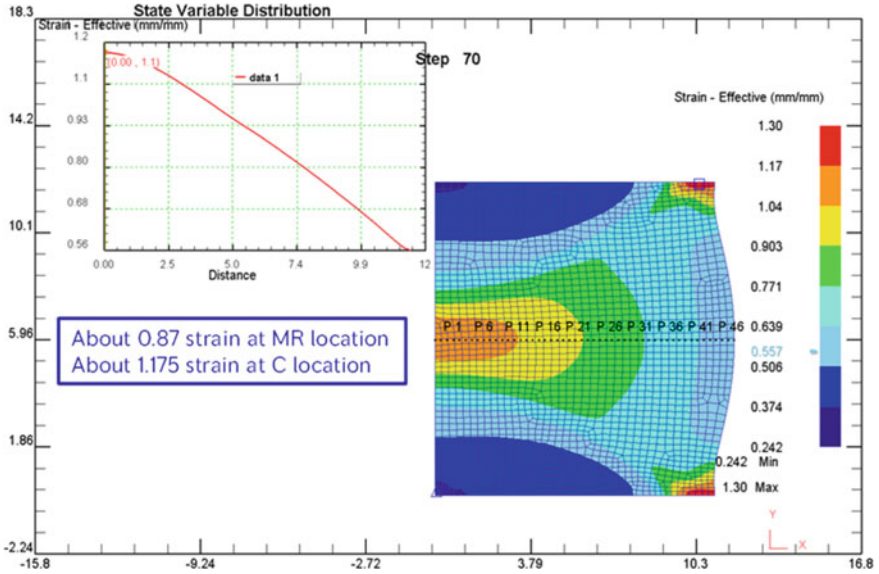 State Variable Distribution
Strain - Effective (mm/mm)
1.2
1.1
0.93
0.80
0.68
0.56
(0.00 , 1.1)
data 1
0.00 2.5 5.0 7.4 9.9 12
Distance
Step 70
Strain - Effective (mm/mm)
1.30
1.17
1.04
0.903
0.771
0.639
0.557
0.506
0.374
0.242
0.242 Min
1.30 Max
P 1 P 6 P 11 P 16 P 21 P 26 P 31 P 36 P 41 P 46
About 0.87 strain at MR location
About 1.175 strain at C location
18.3
14.2
10.1
5.96
1.86
-2.24
-15.8 -9.24 -2.72 3.79 10.3 16.8
Y
X